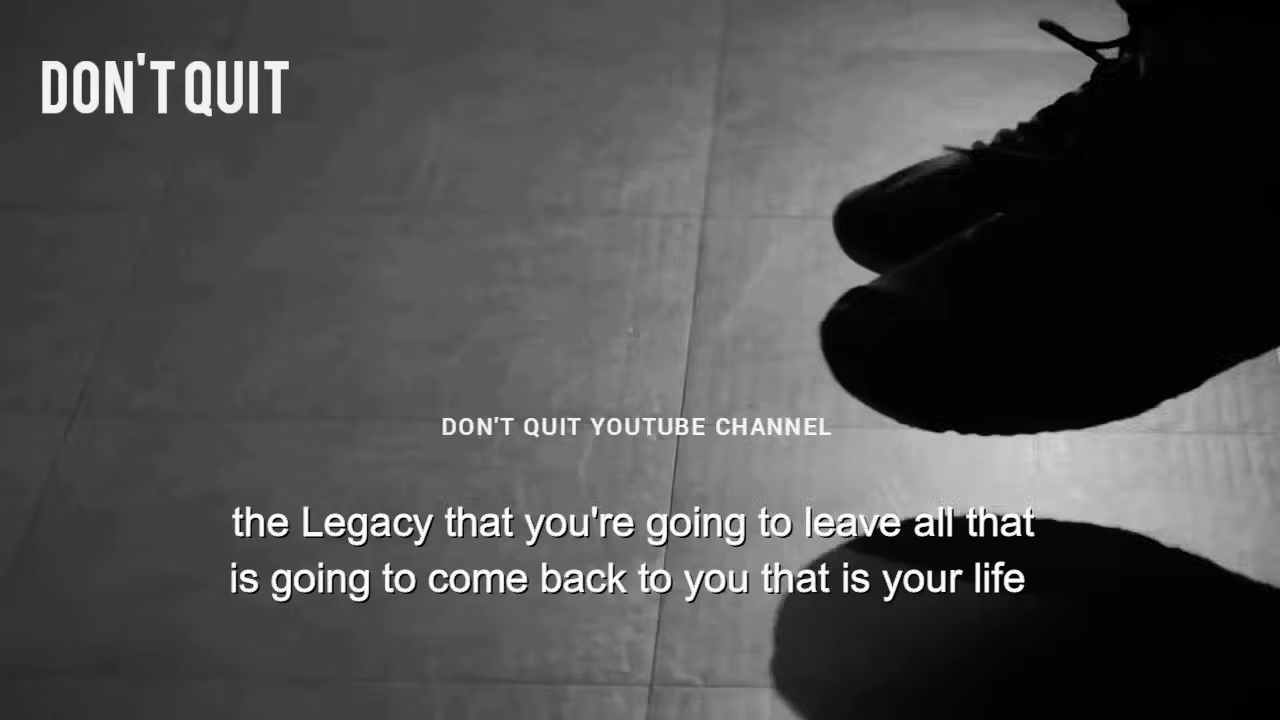 DON'T QUIT
DON'T QUIT YOUTUBE CHANNEL
the Legacy that you're going to leave all that
is going to come back to you that is your life